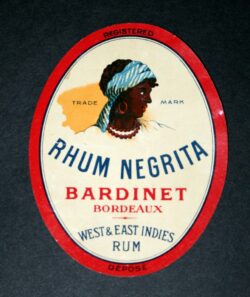 REGISTERED
TRADE MARK
RHUM NEGRITA
BARDINET
BORDEAUX
WEST & EAST INDIES
RUM
DÉPOSÉ